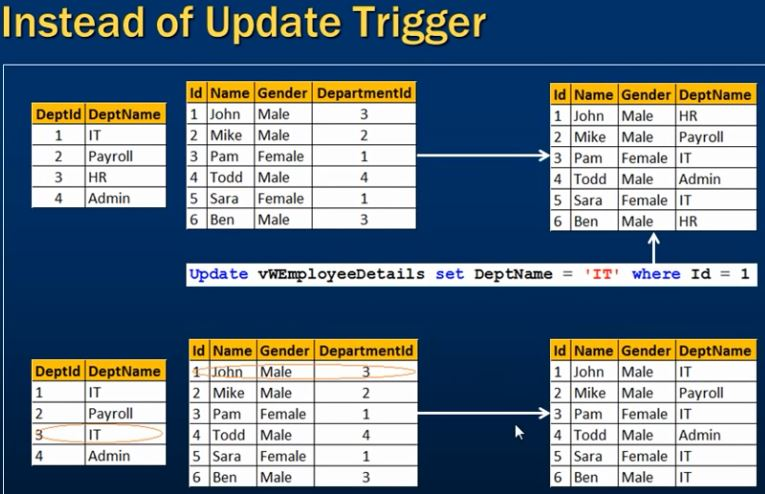 Instead of Update Trigger
DeptId DeptName
1 IT
2 Payroll
3 HR
4 Admin
Id Name Gender DepartmentId
1 John Male 3
2 Mike Male 2
3 Pam Female 1
4 Todd Male 4
5 Sara Female 1
6 Ben Male 3
Id Name Gender DeptName
1 John Male HR
2 Mike Male Payroll
3 Pam Female IT
4 Todd Male Admin
5 Sara Female IT
6 Ben Male HR
Update vWEmployeeDetails set DeptName = 'IT' where Id = 1
DeptId DeptName
1 IT
2 Payroll
3 IT
4 Admin
Id Name Gender DepartmentId
1 John Male 3
2 Mike Male 2
3 Pam Female 1
4 Todd Male 4
5 Sara Female 1
6 Ben Male 3
Id Name Gender DeptName
1 John Male IT
2 Mike Male Payroll
3 Pam Female IT
4 Todd Male Admin
5 Sara Female IT
6 Ben Male IT